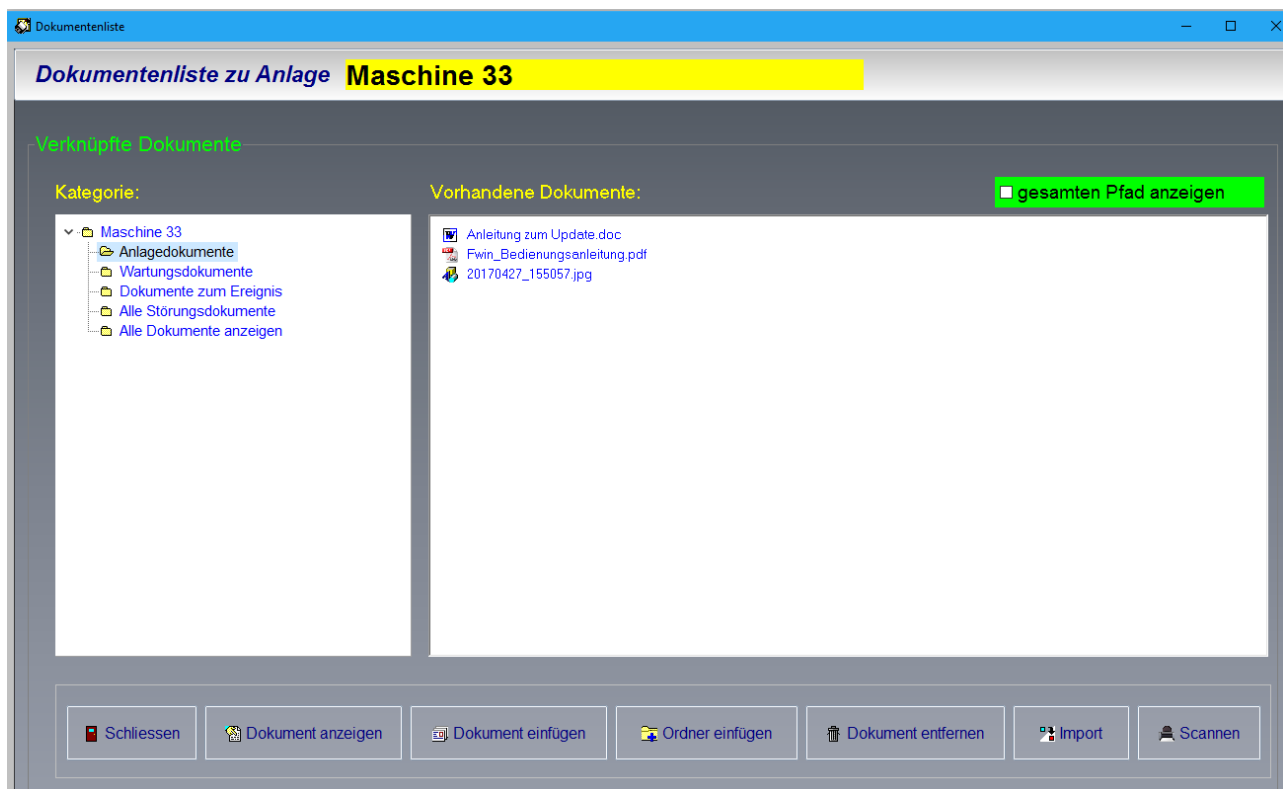 Dokumentenliste
Dokumentenliste zu Anlage Maschine 33
Verknüpfte Dokumente
Kategorie:
Maschine 33
Anlagedokumente
Wartungsdokumente
Dokumente zum Ereignis
Alle Störungsdokumente
Alle Dokumente anzeigen
Vorhandene Dokumente:
gesamten Pfad anzeigen
Anleitung zum Update.doc
Fwin_Bedienungsanleitung.pdf
20170427_155057.jpg
Schliessen
Dokument anzeigen
Dokument einfügen
Ordner einfügen
Dokument entfernen
Import
Scannen